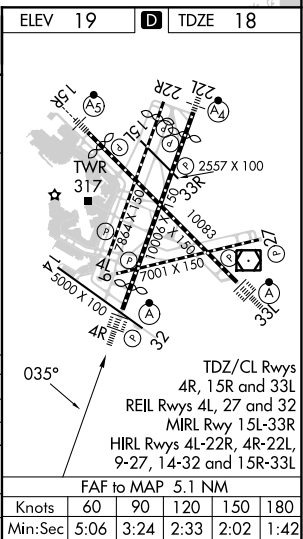 ELEV 19 D TDZE 18
15R
A5
22R
22L
A4
15L
P
P
P
2557 X 100
33R
TWR
317
7864 X 150
10006 X 150
10083
P
4L
9
7001 X 150
27
P
14
5000 X 100
32
A
A
33L
4R
P
P
035°
TDZ/CL Rwys
4R, 15R and 33L
REIL Rwys 4L, 27 and 32
MIRL Rwy 15L-33R
HIRL Rwys 4L-22R, 4R-22L,
9-27, 14-32 and 15R-33L
FAF to MAP 5.1 NM
Knots 60 90 120 150 180
Min:Sec 5:06 3:24 2:33 2:02 1:42